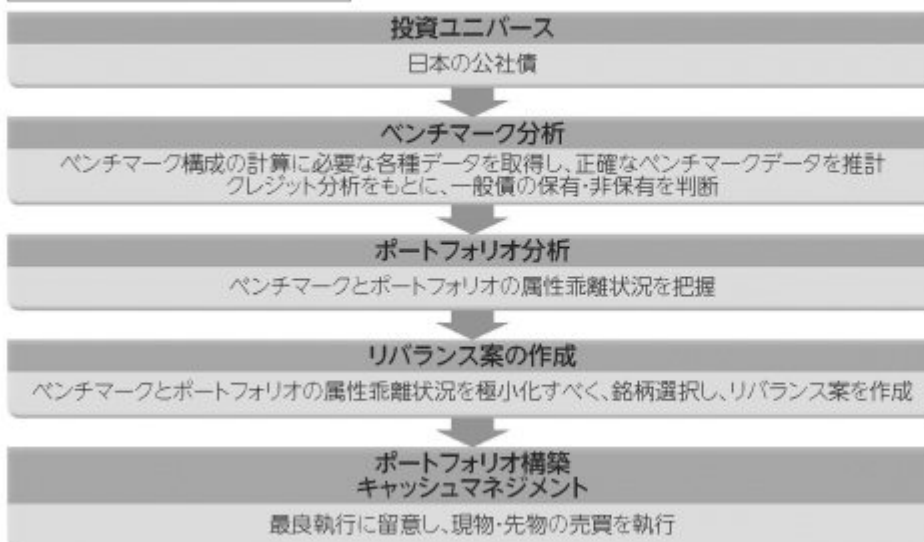 投資ユニバース
日本の公社債
ベンチマーク分析
ベンチマーク構成の計算に必要な各種データを取得し、正確なベンチマークデータを推計
クレジット分析をもとに、一般債の保有・非保有を判断
ポートフォリオ分析
ベンチマークとポートフォリオの属性乖離状況を把握
リバランス案の作成
ベンチマークとポートフォリオの属性乖離状況を極小化すべく、銘柄選択し、リバランス案を作成
ポートフォリオ構築
キャッシュマネジメント
最良執行に留意し、現物・先物の売買を執行